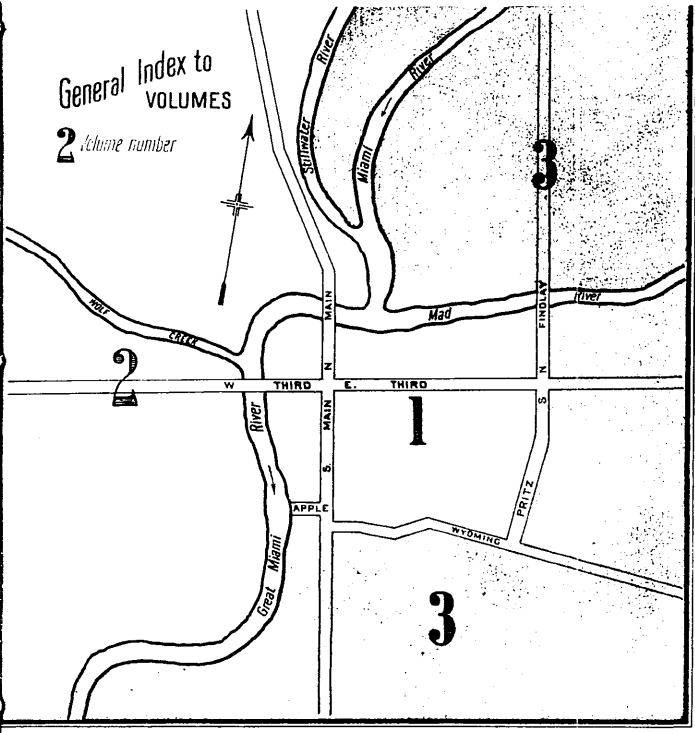 General Index to
VOLUMES
2 Volume number
River
River
Stillwater
Miami
3
MAIN
N
FINDLAY
N
River
Mad
WOLF
CREEK
2
W THIRD E. THIRD
River
S. MAIN
1
S
APPLE
PRITZ
WYOMING
Great Miami
3